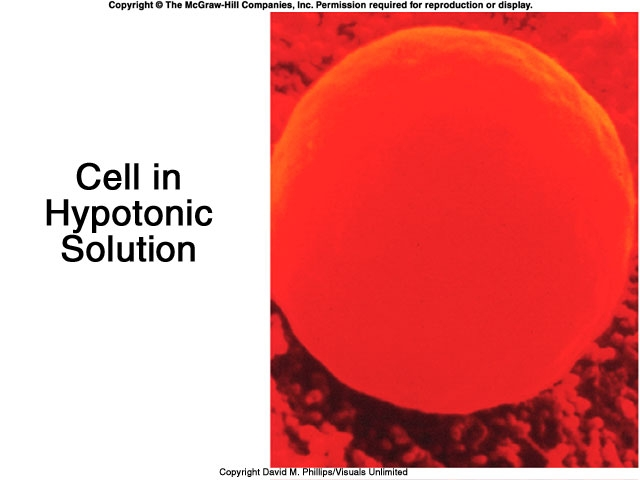 Copyright © The McGraw-Hill Companies, Inc. Permission required for reproduction or display.
Cell in
Hypotonic
Solution
Copyright David M. Phillips/Visuals Unlimited